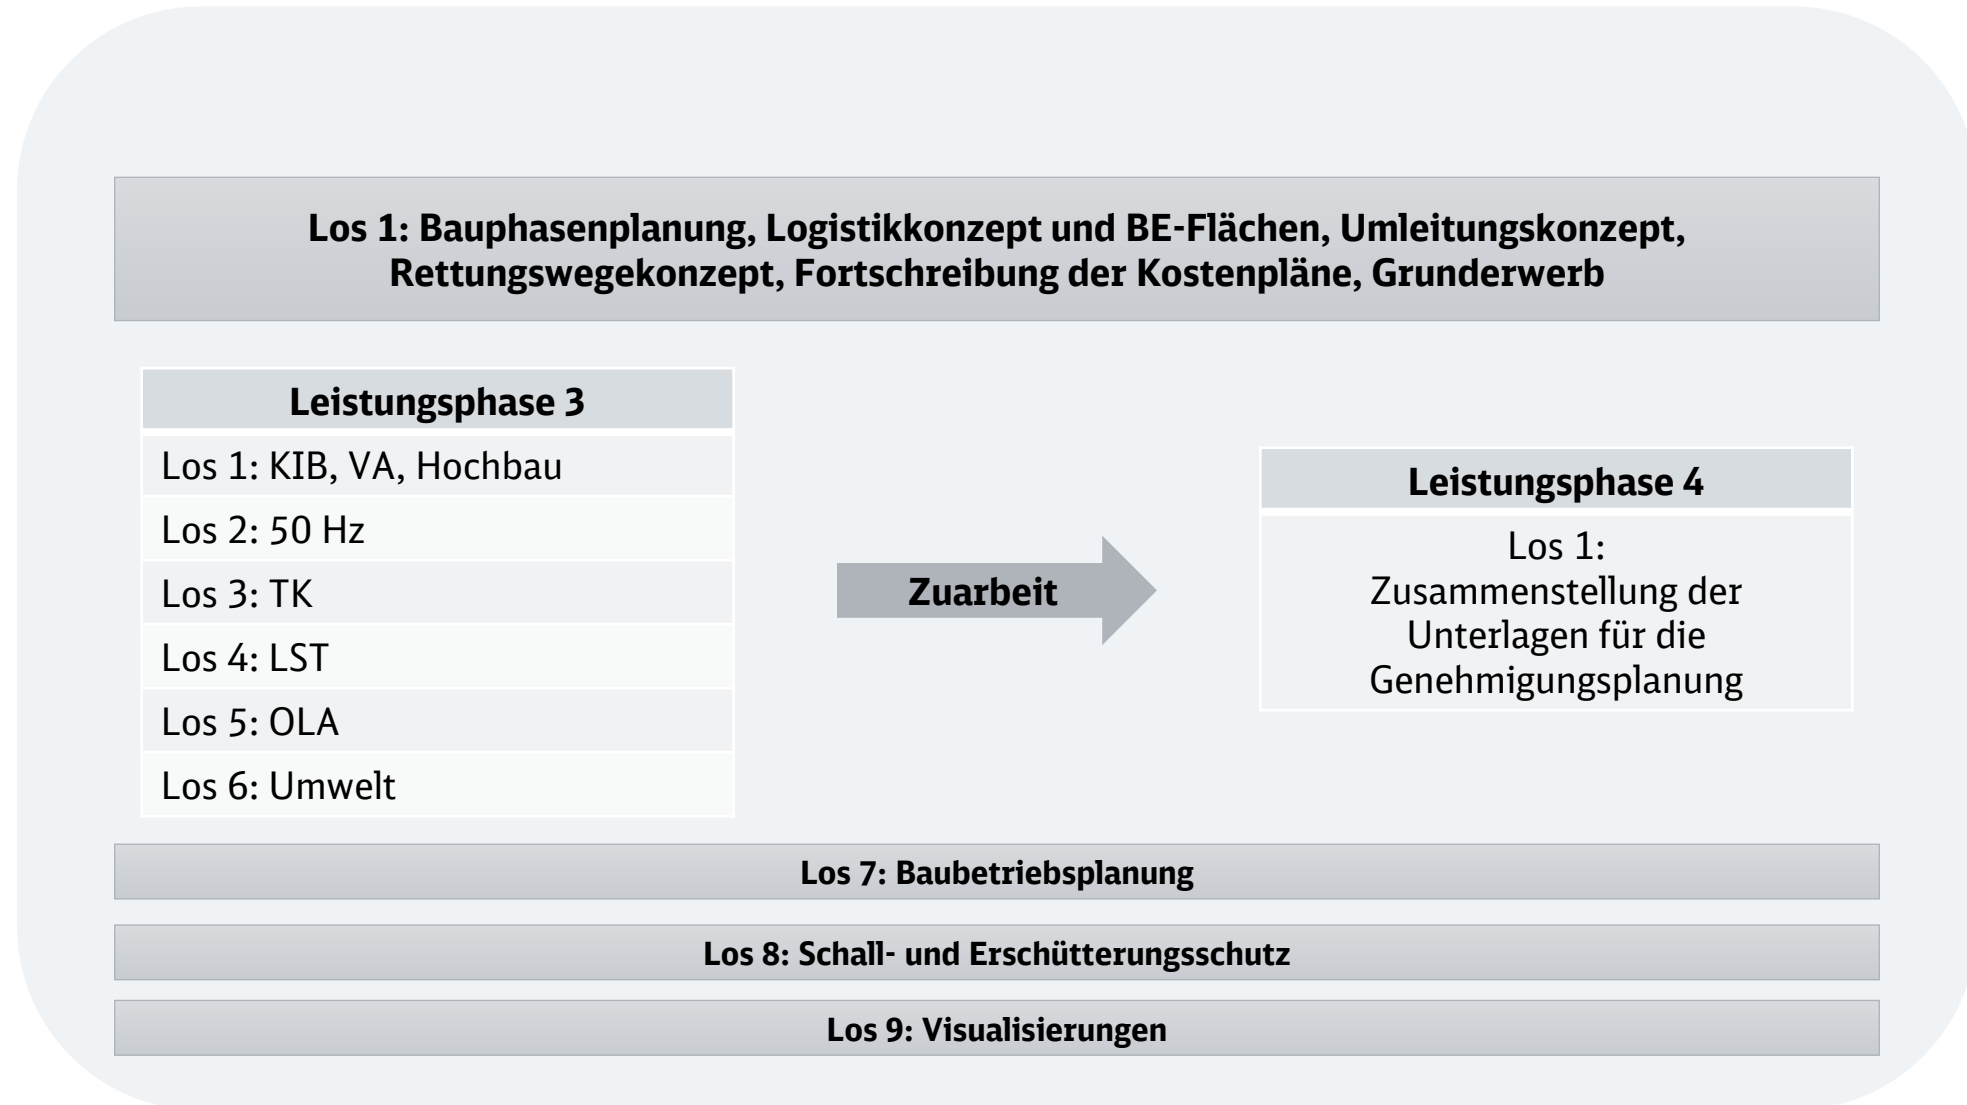 Los 1: Bauphasenplanung, Logistikkonzept und BE-Flächen, Umleitungskonzept,
Rettungswegekonzept, Fortschreibung der Kostenpläne, Grunderwerb
Leistungsphase 3
Los 1: KIB, VA, Hochbau
Los 2: 50 Hz
Los 3: TK
Los 4: LST
Los 5: OLA
Los 6: Umwelt
Zuarbeit
Leistungsphase 4
Los 1:
Zusammenstellung der
Unterlagen für die
Genehmigungsplanung
Los 7: Baubetriebsplanung
Los 8: Schall- und Erschütterungsschutz
Los 9: Visualisierungen